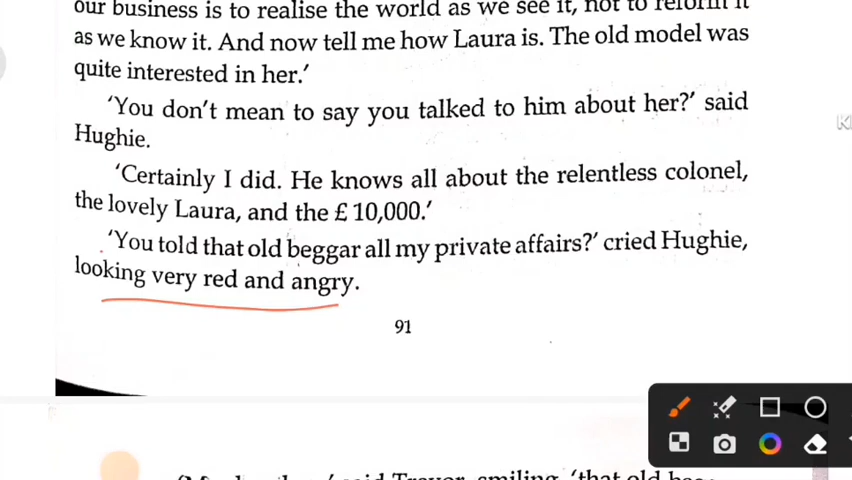 our business is to realise the world as we see it, not to reform it
as we know it. And now tell me how Laura is. The old model was
quite interested in her.’
‘You don’t mean to say you talked to him about her?’ said
Hughie.
‘Certainly I did. He knows all about the relentless colonel,
the lovely Laura, and the £ 10,000.’
‘You told that old beggar all my private affairs?’ cried Hughie,
looking very red and angry.
91
said Trevor, smiling, ‘that old